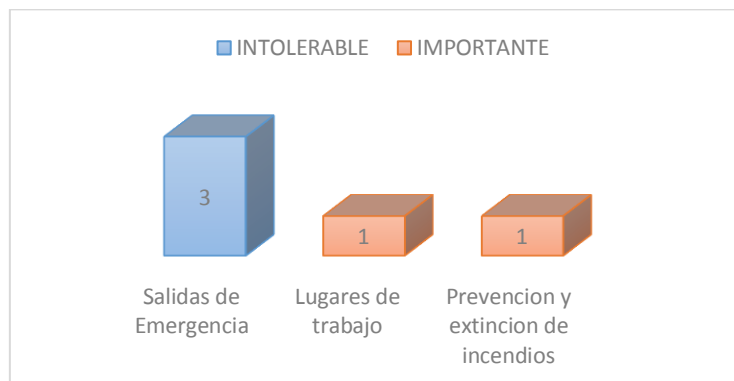 INTOLERABLE IMPORTANTE
3
1
1
Salidas de
Emergencia
Lugares de
trabajo
Prevencion y
extincion de
incendios